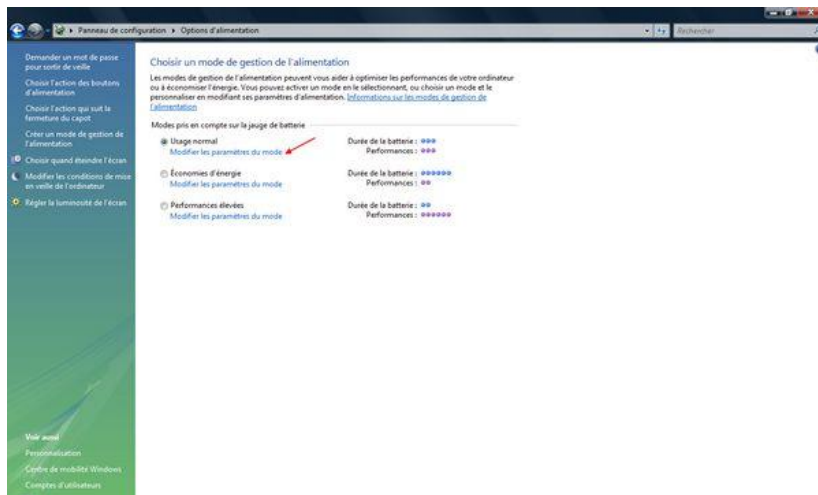 Panneau de configuration
Options d'alimentation
Rechercher
Demander un mot de passe
pour sortir de veille
Choisir l'action des boutons
d'alimentation
Choisir l'action qui suit la
fermeture du capot
Créer un mode de gestion de
l'alimentation
Choisir quand éteindre l'écran
Modifier les conditions de mise
en veille de l'ordinateur
Régler la luminosité de l'écran
Voir aussi
Personnalisation
Centre de mobilité Windows
Comptes d'utilisateurs
Choisir un mode de gestion de l'alimentation
Les modes de gestion de l'alimentation peuvent vous aider à optimiser les performances de votre ordinateur
ou à économiser l'énergie. Vous pouvez activer un mode en le sélectionnant, ou choisir un mode et le
personnaliser en modifiant ses paramètres d'alimentation. Informations sur les modes de gestion de
l'alimentation
Modes pris en compte sur la jauge de batterie
Usage normal Durée de la batterie :
Modifier les paramètres du mode Performances :
Économies d'énergie Durée de la batterie :
Modifier les paramètres du mode Performances :
Performances élevées Durée de la batterie :
Modifier les paramètres du mode Performances :